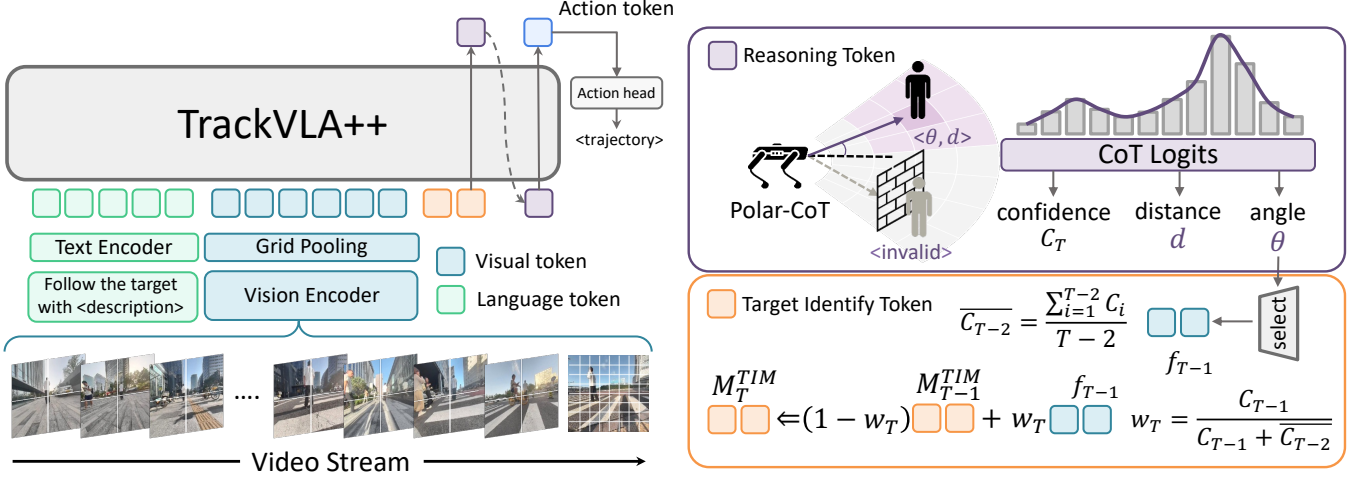 Action token
TrackVLA++
Action head
<trajectory>
Text Encoder
Grid Pooling
Follow the target
with <description>
Vision Encoder
Visual token
Language token
....
Video Stream
Reasoning Token
<θ, d>
Polar-CoT
<invalid>
CoT Logits
confidence
C_T
distance
d
angle
θ
Target Identify Token
\overline{C_{T-2}} = \frac{\sum_{i=1}^{T-2} C_i}{T-2}
f_{T-1}
select
M_T^{TIM}
M_{T-1}^{TIM}
f_{T-1}
⇐(1 − w_T) + w_T
w_T = \frac{C_{T-1}}{C_{T-1} + \overline{C_{T-2}}}